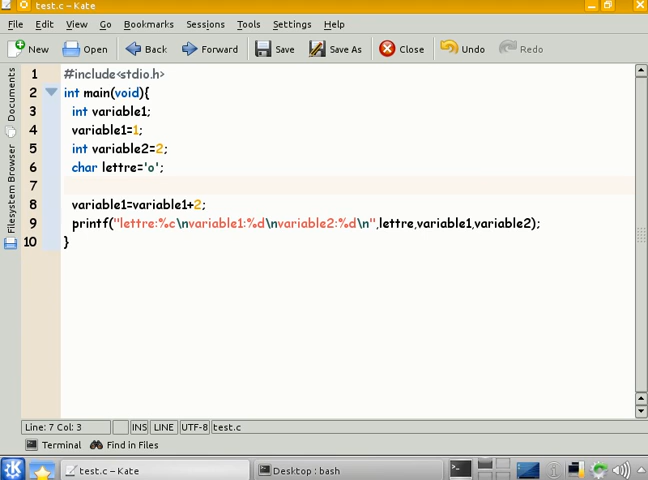 test.c – Kate
File Edit View Go Bookmarks Sessions Tools Settings Help
New Open Back Forward Save Save As Close Undo Redo
Documents
Filesystem Browser
1 #include<stdio.h>
2 int main(void){
3 int variable1;
4 variable1=1;
5 int variable2=2;
6 char lettre='o';
7
8 variable1=variable1+2;
9 printf("lettre:%c\nvariable1:%d\nvariable2:%d\n",lettre,variable1,variable2);
10 }
Line: 7 Col: 3 INS LINE UTF-8 test.c
Terminal Find in Files
test.c – Kate Desktop : bash